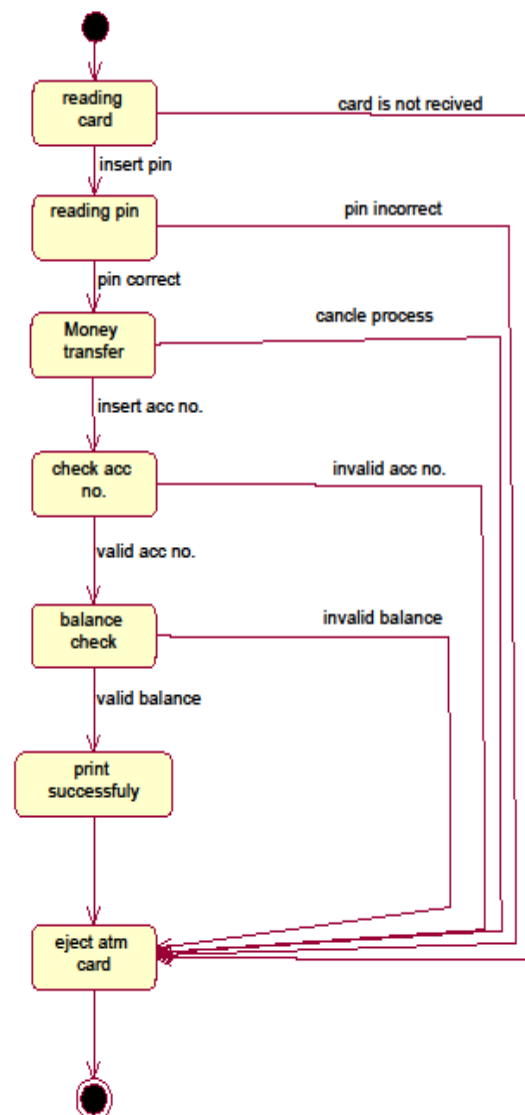 reading
card
card is not recived
insert pin
reading pin
pin incorrect
pin correct
Money
transfer
cancle process
insert acc no.
check acc
no.
invalid acc no.
valid acc no.
balance
check
invalid balance
valid balance
print
successfuly
eject atm
card